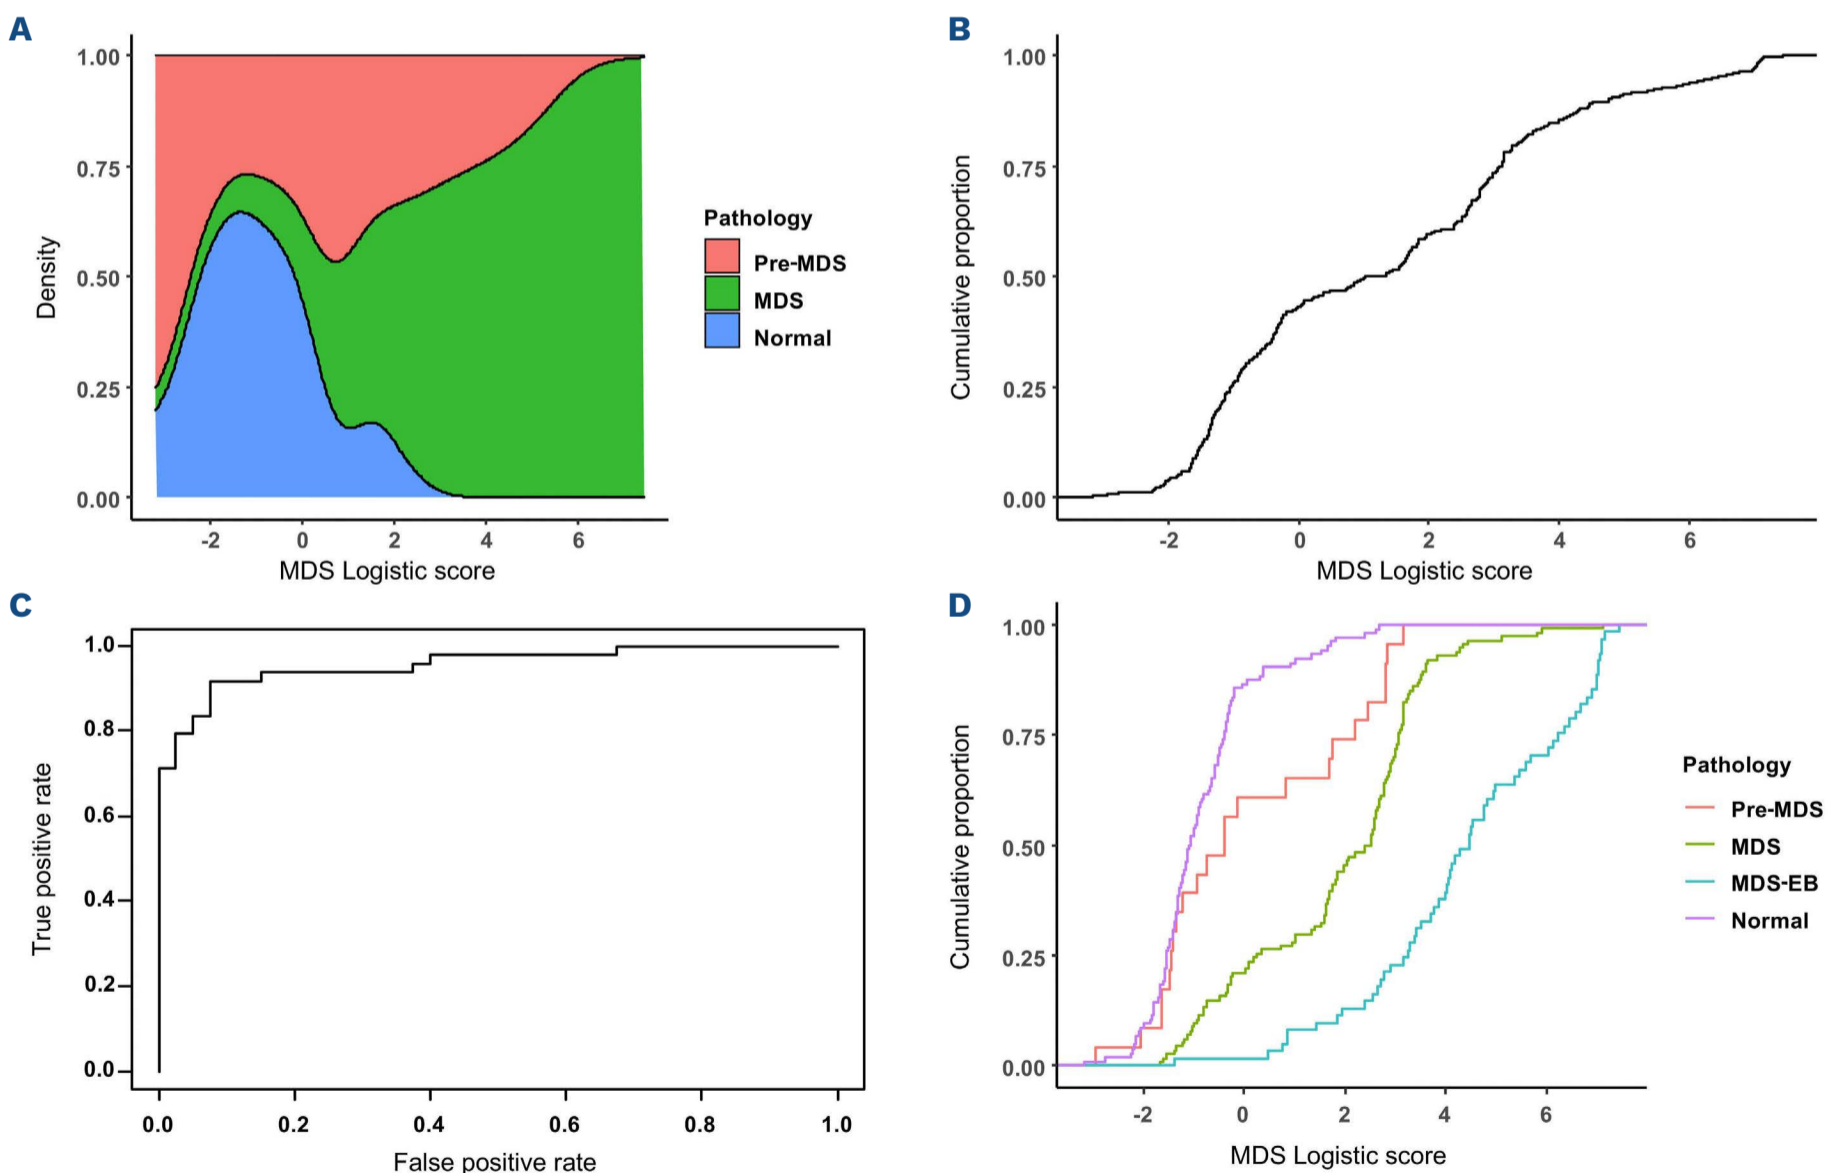 A
1.00
0.75
0.50
0.25
0.00
Density
-2 0 2 4 6
MDS Logistic score
Pathology
Pre-MDS
MDS
Normal
B
1.00
0.75
0.50
0.25
0.00
Cumulative proportion
-2 0 2 4 6
MDS Logistic score
C
1.0
0.8
0.6
0.4
0.2
0.0
True positive rate
0.0 0.2 0.4 0.6 0.8 1.0
False positive rate
D
1.00
0.75
0.50
0.25
0.00
Cumulative proportion
-2 0 2 4 6
MDS Logistic score
Pathology
Pre-MDS
MDS
MDS-EB
Normal